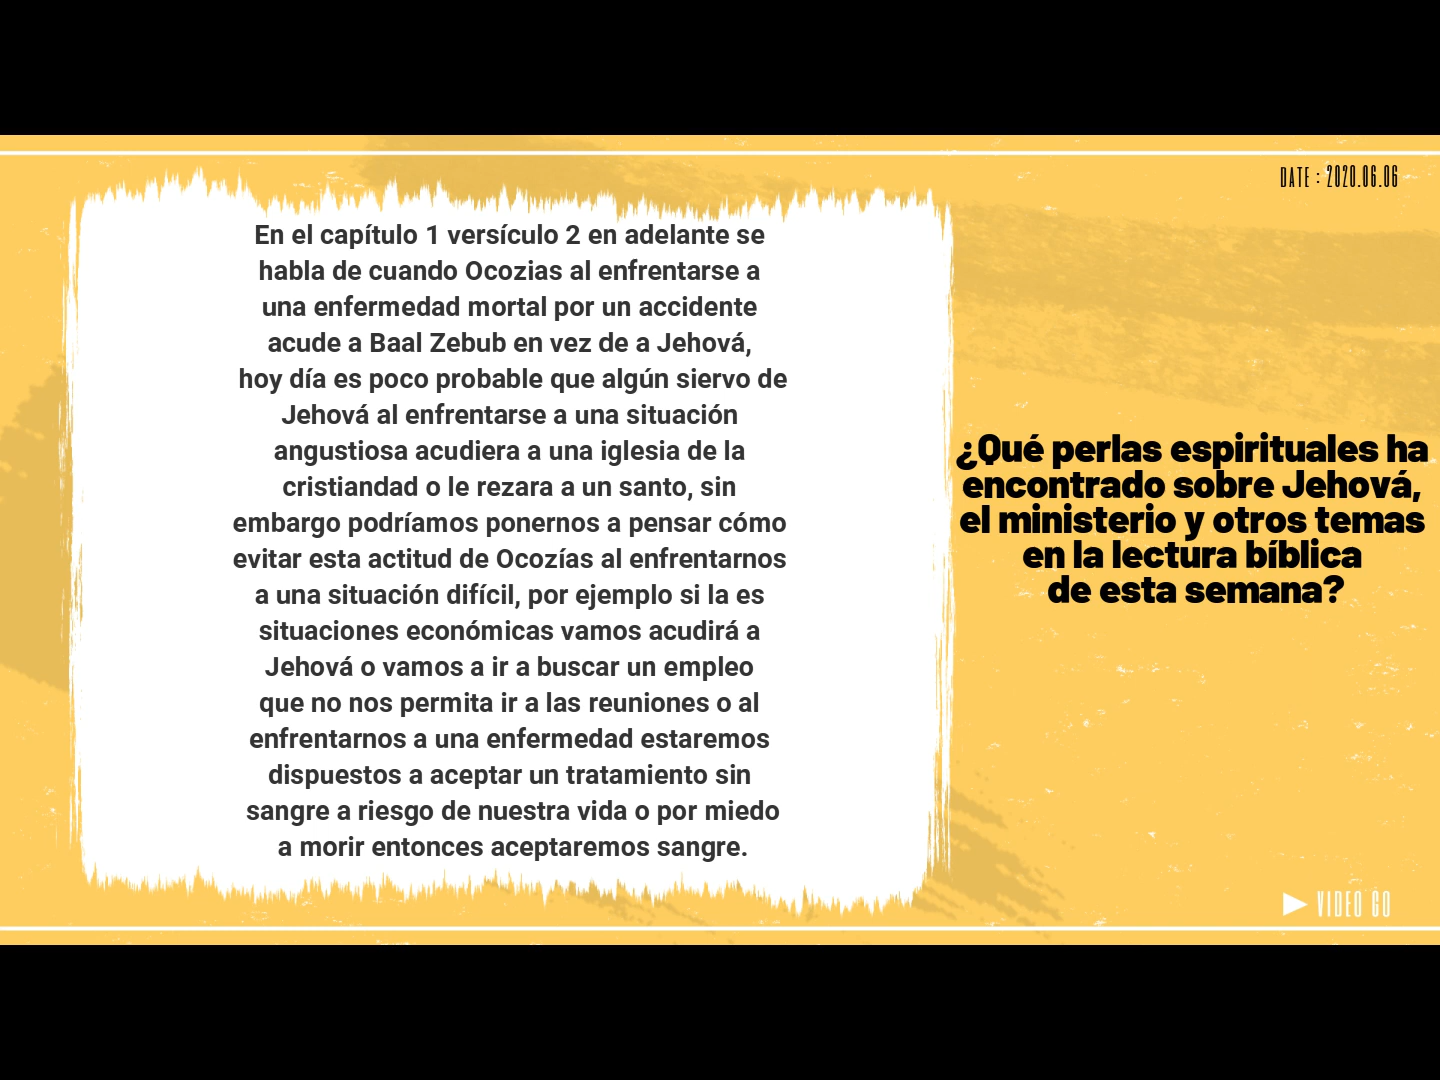 DATE : 2020.06.06
En el capítulo 1 versículo 2 en adelante se
habla de cuando Ocozias al enfrentarse a
una enfermedad mortal por un accidente
acude a Baal Zebub en vez de a Jehová,
hoy día es poco probable que algún siervo de
Jehová al enfrentarse a una situación
angustiosa acudiera a una iglesia de la
cristiandad o le rezara a un santo, sin
embargo podríamos ponernos a pensar cómo
evitar esta actitud de Ocozías al enfrentarnos
a una situación difícil, por ejemplo si la es
situaciones económicas vamos acudirá a
Jehová o vamos a ir a buscar un empleo
que no nos permita ir a las reuniones o al
enfrentarnos a una enfermedad estaremos
dispuestos a aceptar un tratamiento sin
sangre a riesgo de nuestra vida o por miedo
a morir entonces aceptaremos sangre.
¿Qué perlas espirituales ha
encontrado sobre Jehová,
el ministerio y otros temas
en la lectura bíblica
de esta semana?
VIDEO GO